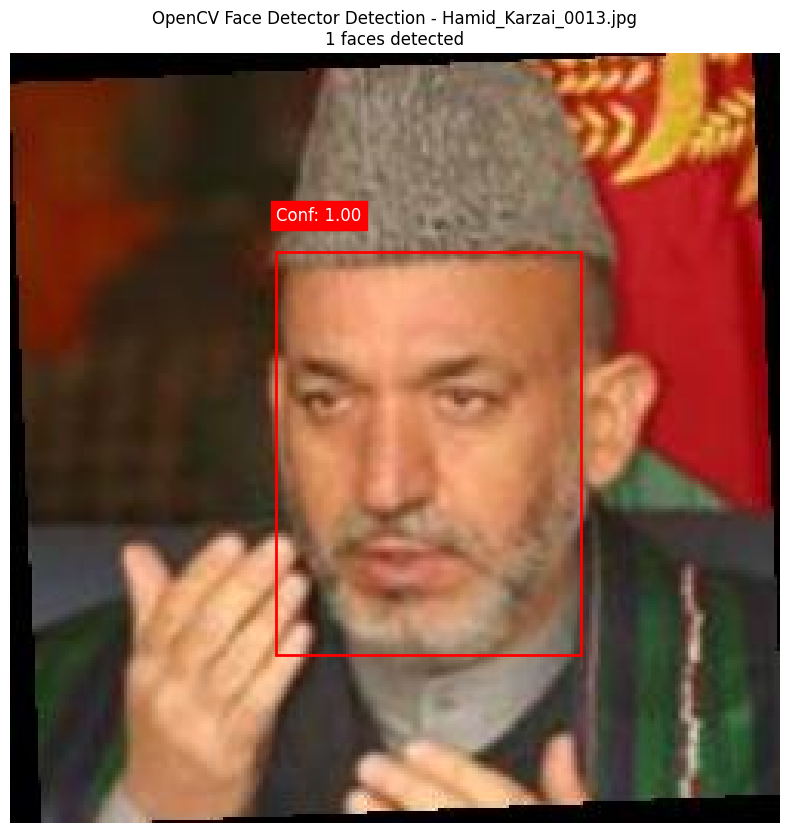 OpenCV Face Detector Detection - Hamid_Karzai_0013.jpg
1 faces detected
Conf: 1.00